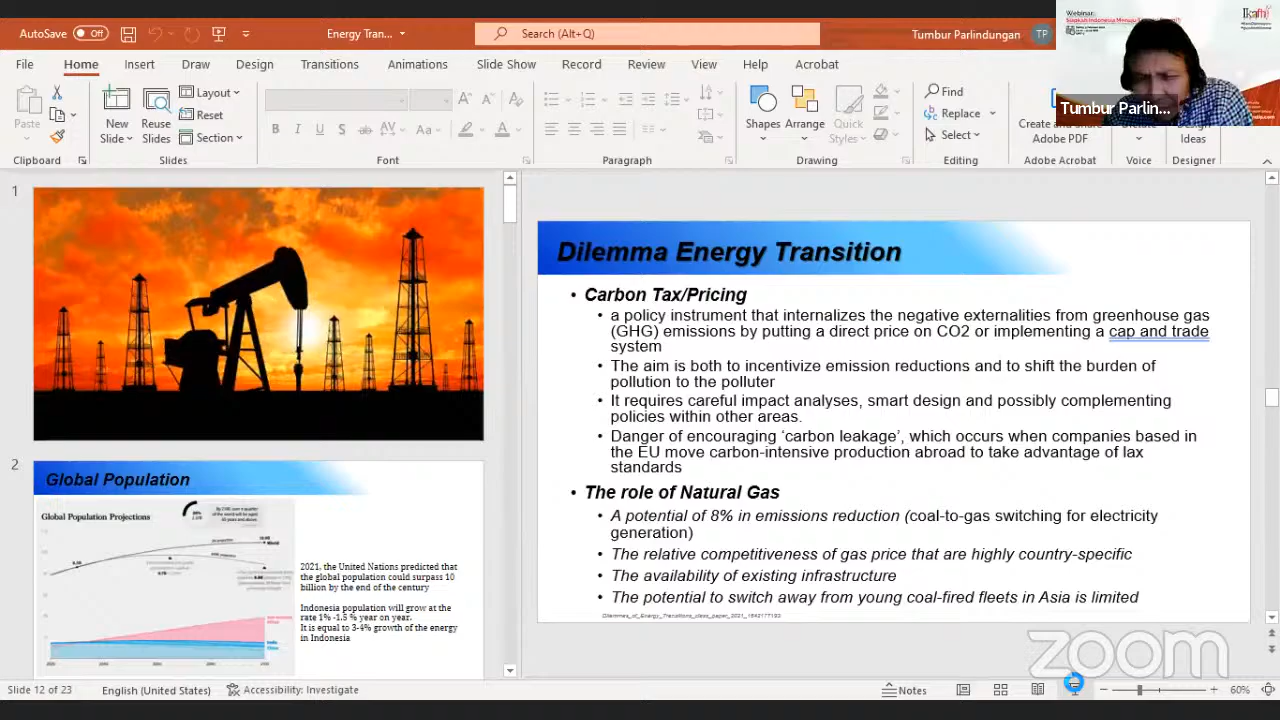 AutoSave Off
Energy Tran...
Search (Alt+Q)
Tumbur Parlindungan TP
Webinar:
Ikafh
Tumbur Parlin...
File Home Insert Draw Design Transitions Animations Slide Show Record Review View Help Acrobat
Paste
New Slides
Reuse Slides
Layout
Reset
Section
B I U S ab AV Aa A
Shapes
Arrange
Quick Styles
Find
Replace
Select
Adobe PDF
Ideas
Clipboard Slides Font Paragraph Drawing Editing Adobe Acrobat Voice Designer
1
2
Global Population
Global Population Projections
2021, the United Nations predicted that
the global population could surpass 10
billion by the end of the century
Indonesia population will grow at the
rate 1% -1.5 % year on year.
It is equal to 3-4% growth of the energy
in Indonesia
Dilemma Energy Transition
• Carbon Tax/Pricing
• a policy instrument that internalizes the negative externalities from greenhouse gas
(GHG) emissions by putting a direct price on CO2 or implementing a cap and trade
system
• The aim is both to incentivize emission reductions and to shift the burden of
pollution to the polluter
• It requires careful impact analyses, smart design and possibly complementing
policies within other areas.
• Danger of encouraging ‘carbon leakage’, which occurs when companies based in
the EU move carbon-intensive production abroad to take advantage of lax
standards
• The role of Natural Gas
• A potential of 8% in emissions reduction (coal-to-gas switching for electricity
generation)
• The relative competitiveness of gas price that are highly country-specific
• The availability of existing infrastructure
• The potential to switch away from young coal-fired fleets in Asia is limited
zoom
Slide 12 of 23 English (United States) Accessibility: Investigate
Notes
60%